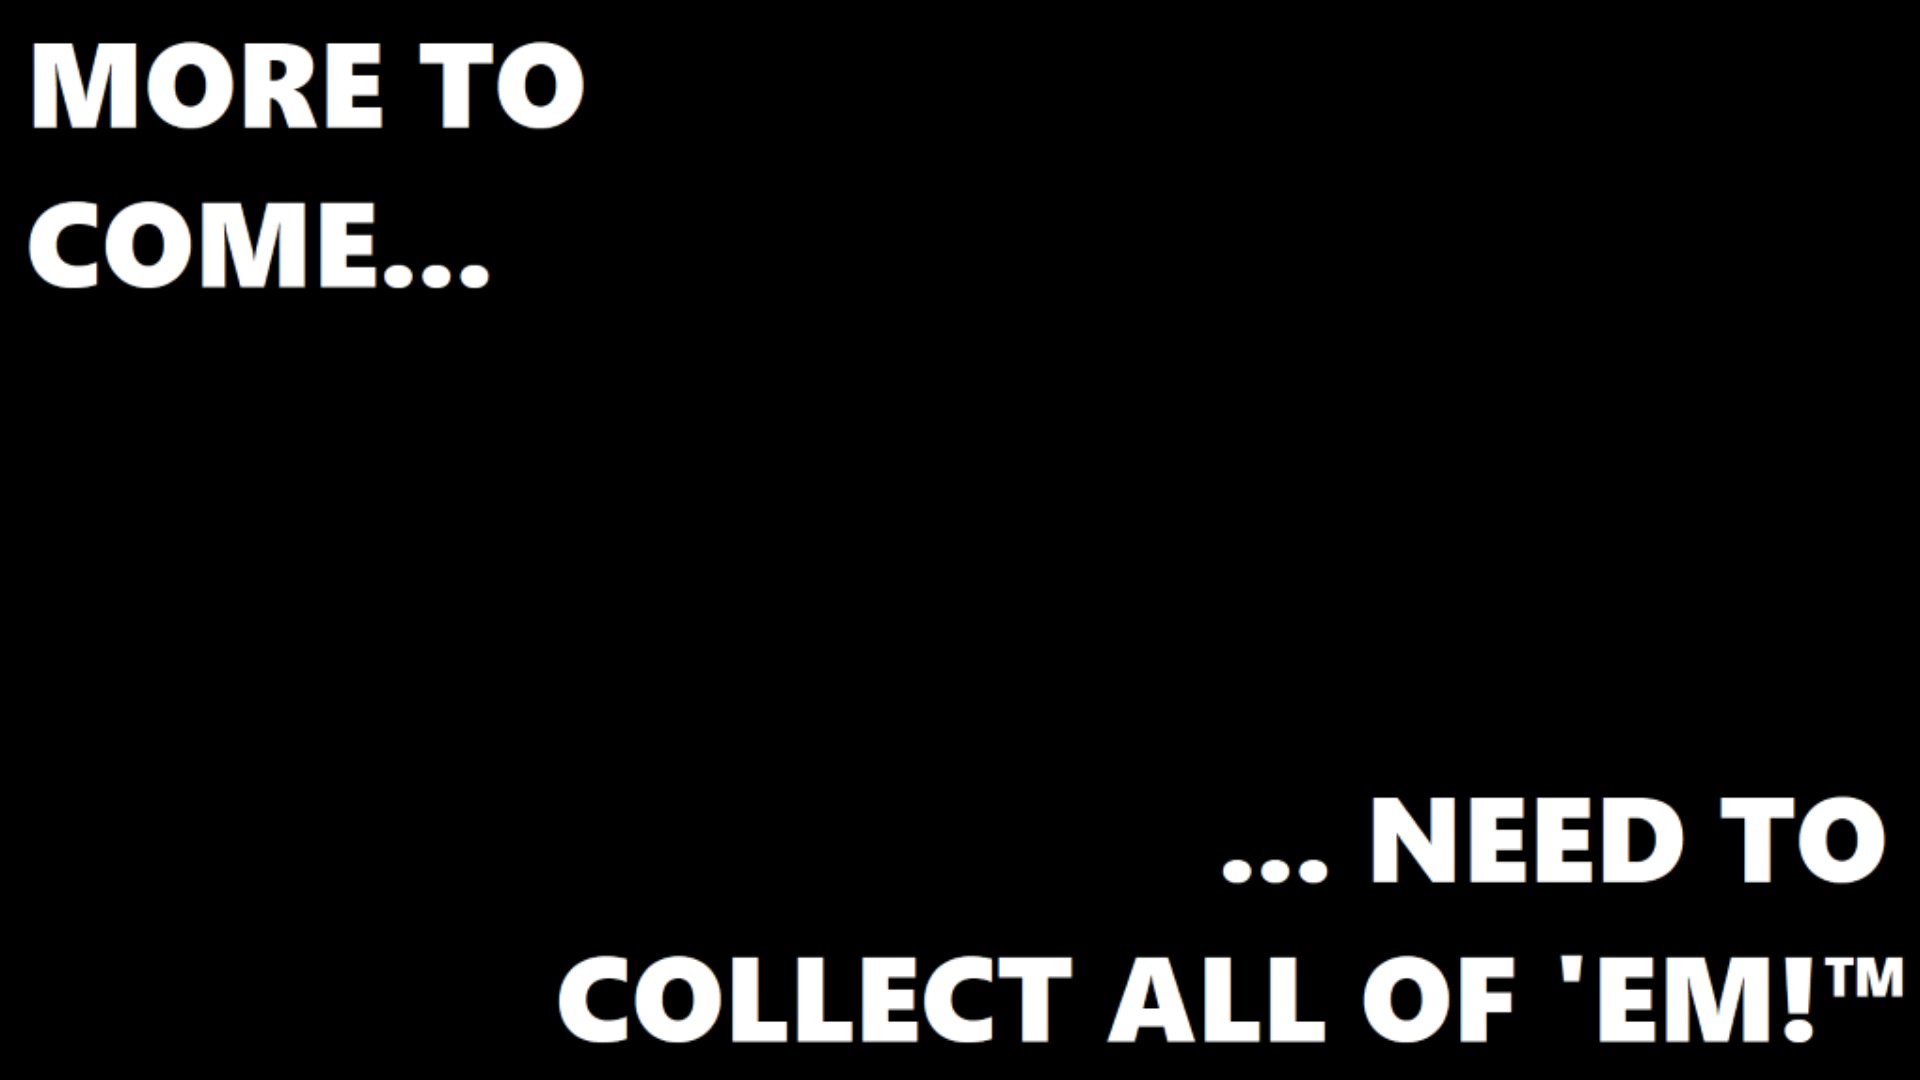 MORE TO
COME...
... NEED TO
COLLECT ALL OF 'EM!™